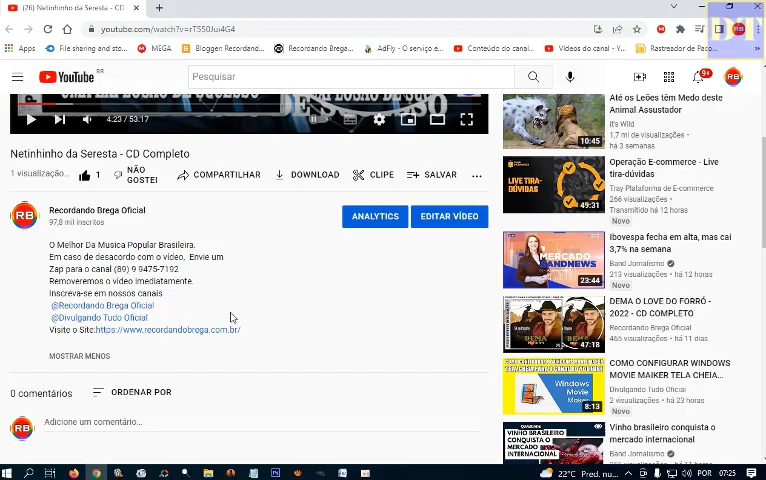 (26) Netinhinho da Seresta - CD
youtube.com/watch?v=rT550Jui4G4
DT
RB
Apps
File sharing and sto...
MEGA
Blogger: Recordand...
Recordando Brega...
AdFly - O serviço e...
Conteúdo do canal...
Vídeos do canal - Y...
Rastreador de Paco...
YouTube BR
Pesquisar
9+
RB
4:23 / 53:17
Netinhinho da Seresta - CD Completo
1 visualização...
1
NÃO GOSTEI
COMPARTILHAR
DOWNLOAD
CLIPE
SALVAR
RB
Recordando Brega Oficial
97,8 mil inscritos
ANALYTICS
EDITAR VÍDEO
O Melhor Da Musica Popular Brasileira.
Em caso de desacordo com o vídeo, Envie um
Zap para o canal (89) 9 9475-7192
Removeremos o vídeo imediatamente.
Inscreva-se em nossos canais
@Recordando Brega Oficial
@Divulgando Tudo Oficial
Visite o Site:https://www.recordandobrega.com.br/
MOSTRAR MENOS
0 comentários
ORDENAR POR
RB
Adicione um comentário...
Até os Leões têm Medo deste
Animal Assustador
it's Wild
1,7 mi de visualizações •
há 3 semanas
10:45
Operação E-commerce - Live
tira-dúvidas
Tray Plataforma de Ecommerce
266 visualizações •
Transmitido há 12 horas
Novo
LIVE TIRA-
DÚVIDAS
49:31
Ibovespa fecha em alta, mas cai
3,7% na semana
Band Jornalismo
213 visualizações • há 12 horas
Novo
MERCADO
BANDNEWS
23:44
DEMA O LOVE DO FORRÓ -
2022 - CD COMPLETO
Recordando Brega Oficial
465 visualizações • há 11 dias
DEMA
47:18
COMO CONFIGURAR WINDOWS
MOVIE MAIKER TELA CHEIA...
Divulgando Tudo Oficial
2 visualizações • há 23 horas
Novo
Windows
Movie
Maker
8:13
Vinho brasileiro conquista o
mercado internacional
Band Jornalismo
VINHO BRASILEIRO
CONQUISTA O
MERCADO
22°C Pred. nu...
POR
07:25